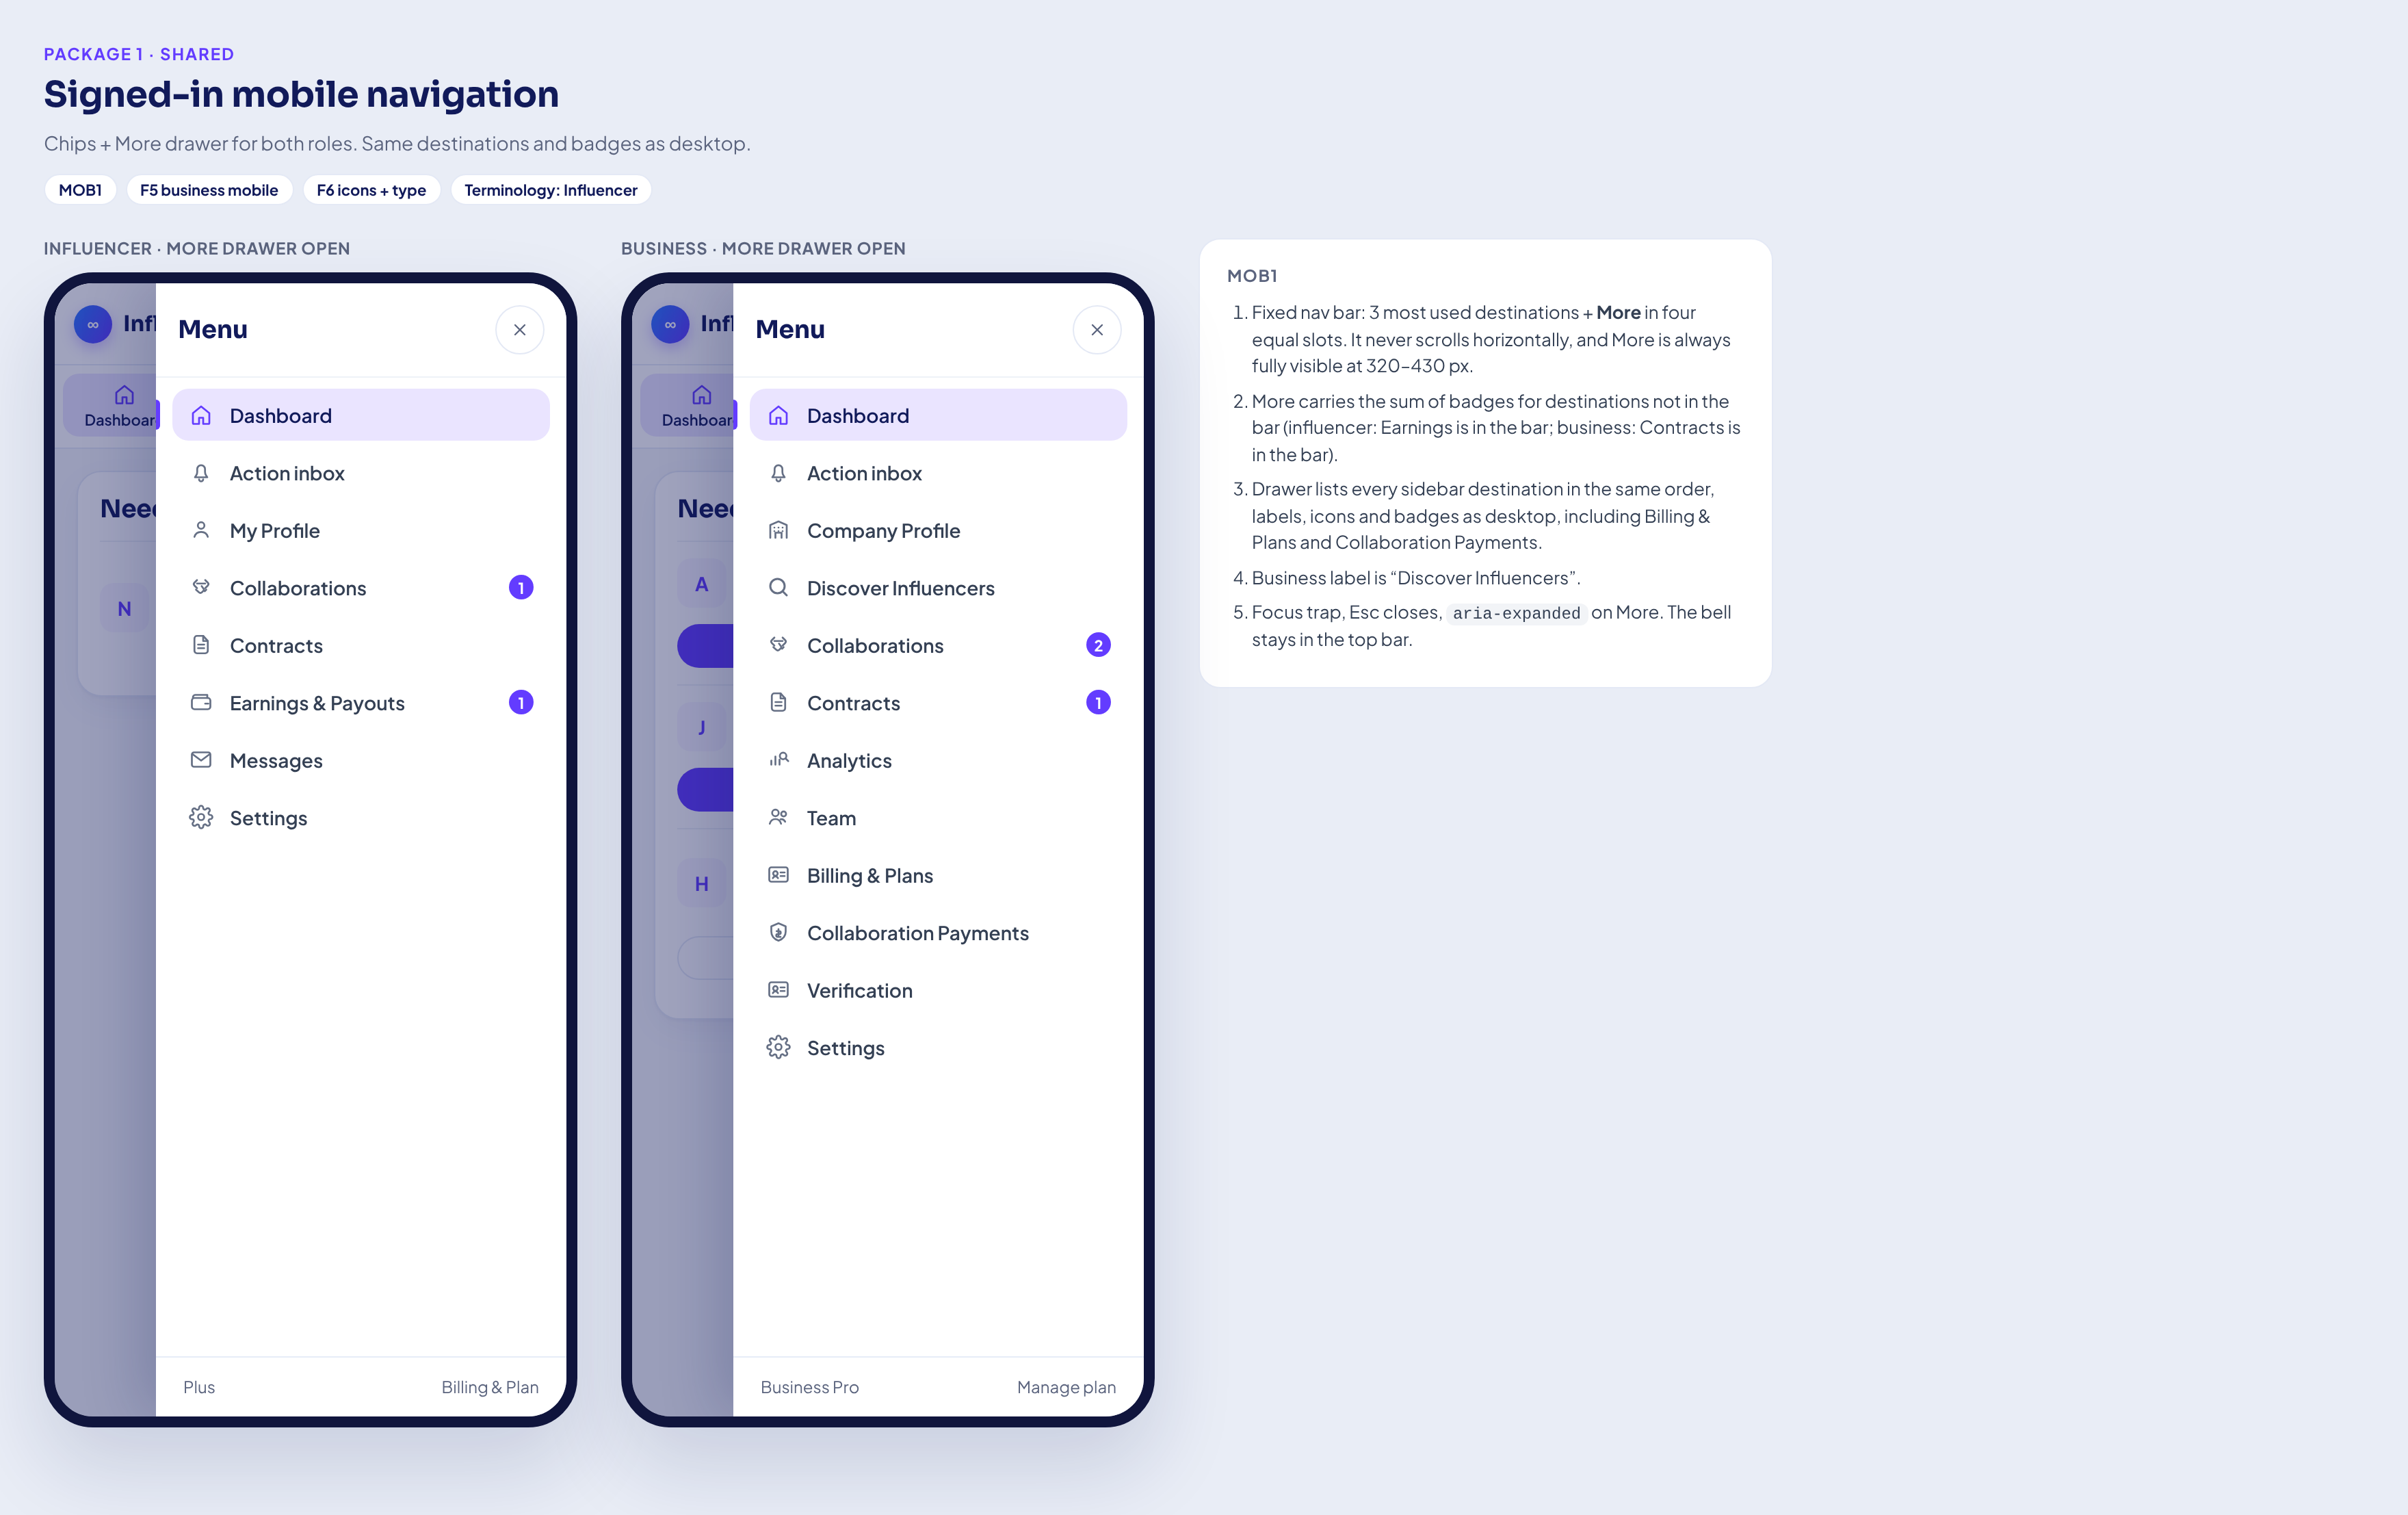 PACKAGE 1 · SHARED
Signed-in mobile navigation
Chips + More drawer for both roles. Same destinations and badges as desktop.
MOB1
F5 business mobile
F6 icons + type
Terminology: Influencer
INFLUENCER · MORE DRAWER OPEN
Menu
Dashboard
Action inbox
My Profile
Collaborations 1
Contracts
Earnings & Payouts 1
Messages
Settings
N
Plus
Billing & Plan
BUSINESS · MORE DRAWER OPEN
Menu
Dashboard
Action inbox
Company Profile
Discover Influencers
Collaborations 2
Contracts 1
Analytics
Team
Billing & Plans
Collaboration Payments
Verification
Settings
A
J
H
Business Pro
Manage plan
MOB1
1. Fixed nav bar: 3 most used destinations + More in four
equal slots. It never scrolls horizontally, and More is always
fully visible at 320–430 px.
2. More carries the sum of badges for destinations not in the
bar (influencer: Earnings is in the bar; business: Contracts is
in the bar).
3. Drawer lists every sidebar destination in the same order,
labels, icons and badges as desktop, including Billing &
Plans and Collaboration Payments.
4. Business label is “Discover Influencers”.
5. Focus trap, Esc closes, aria-expanded on More. The bell
stays in the top bar.